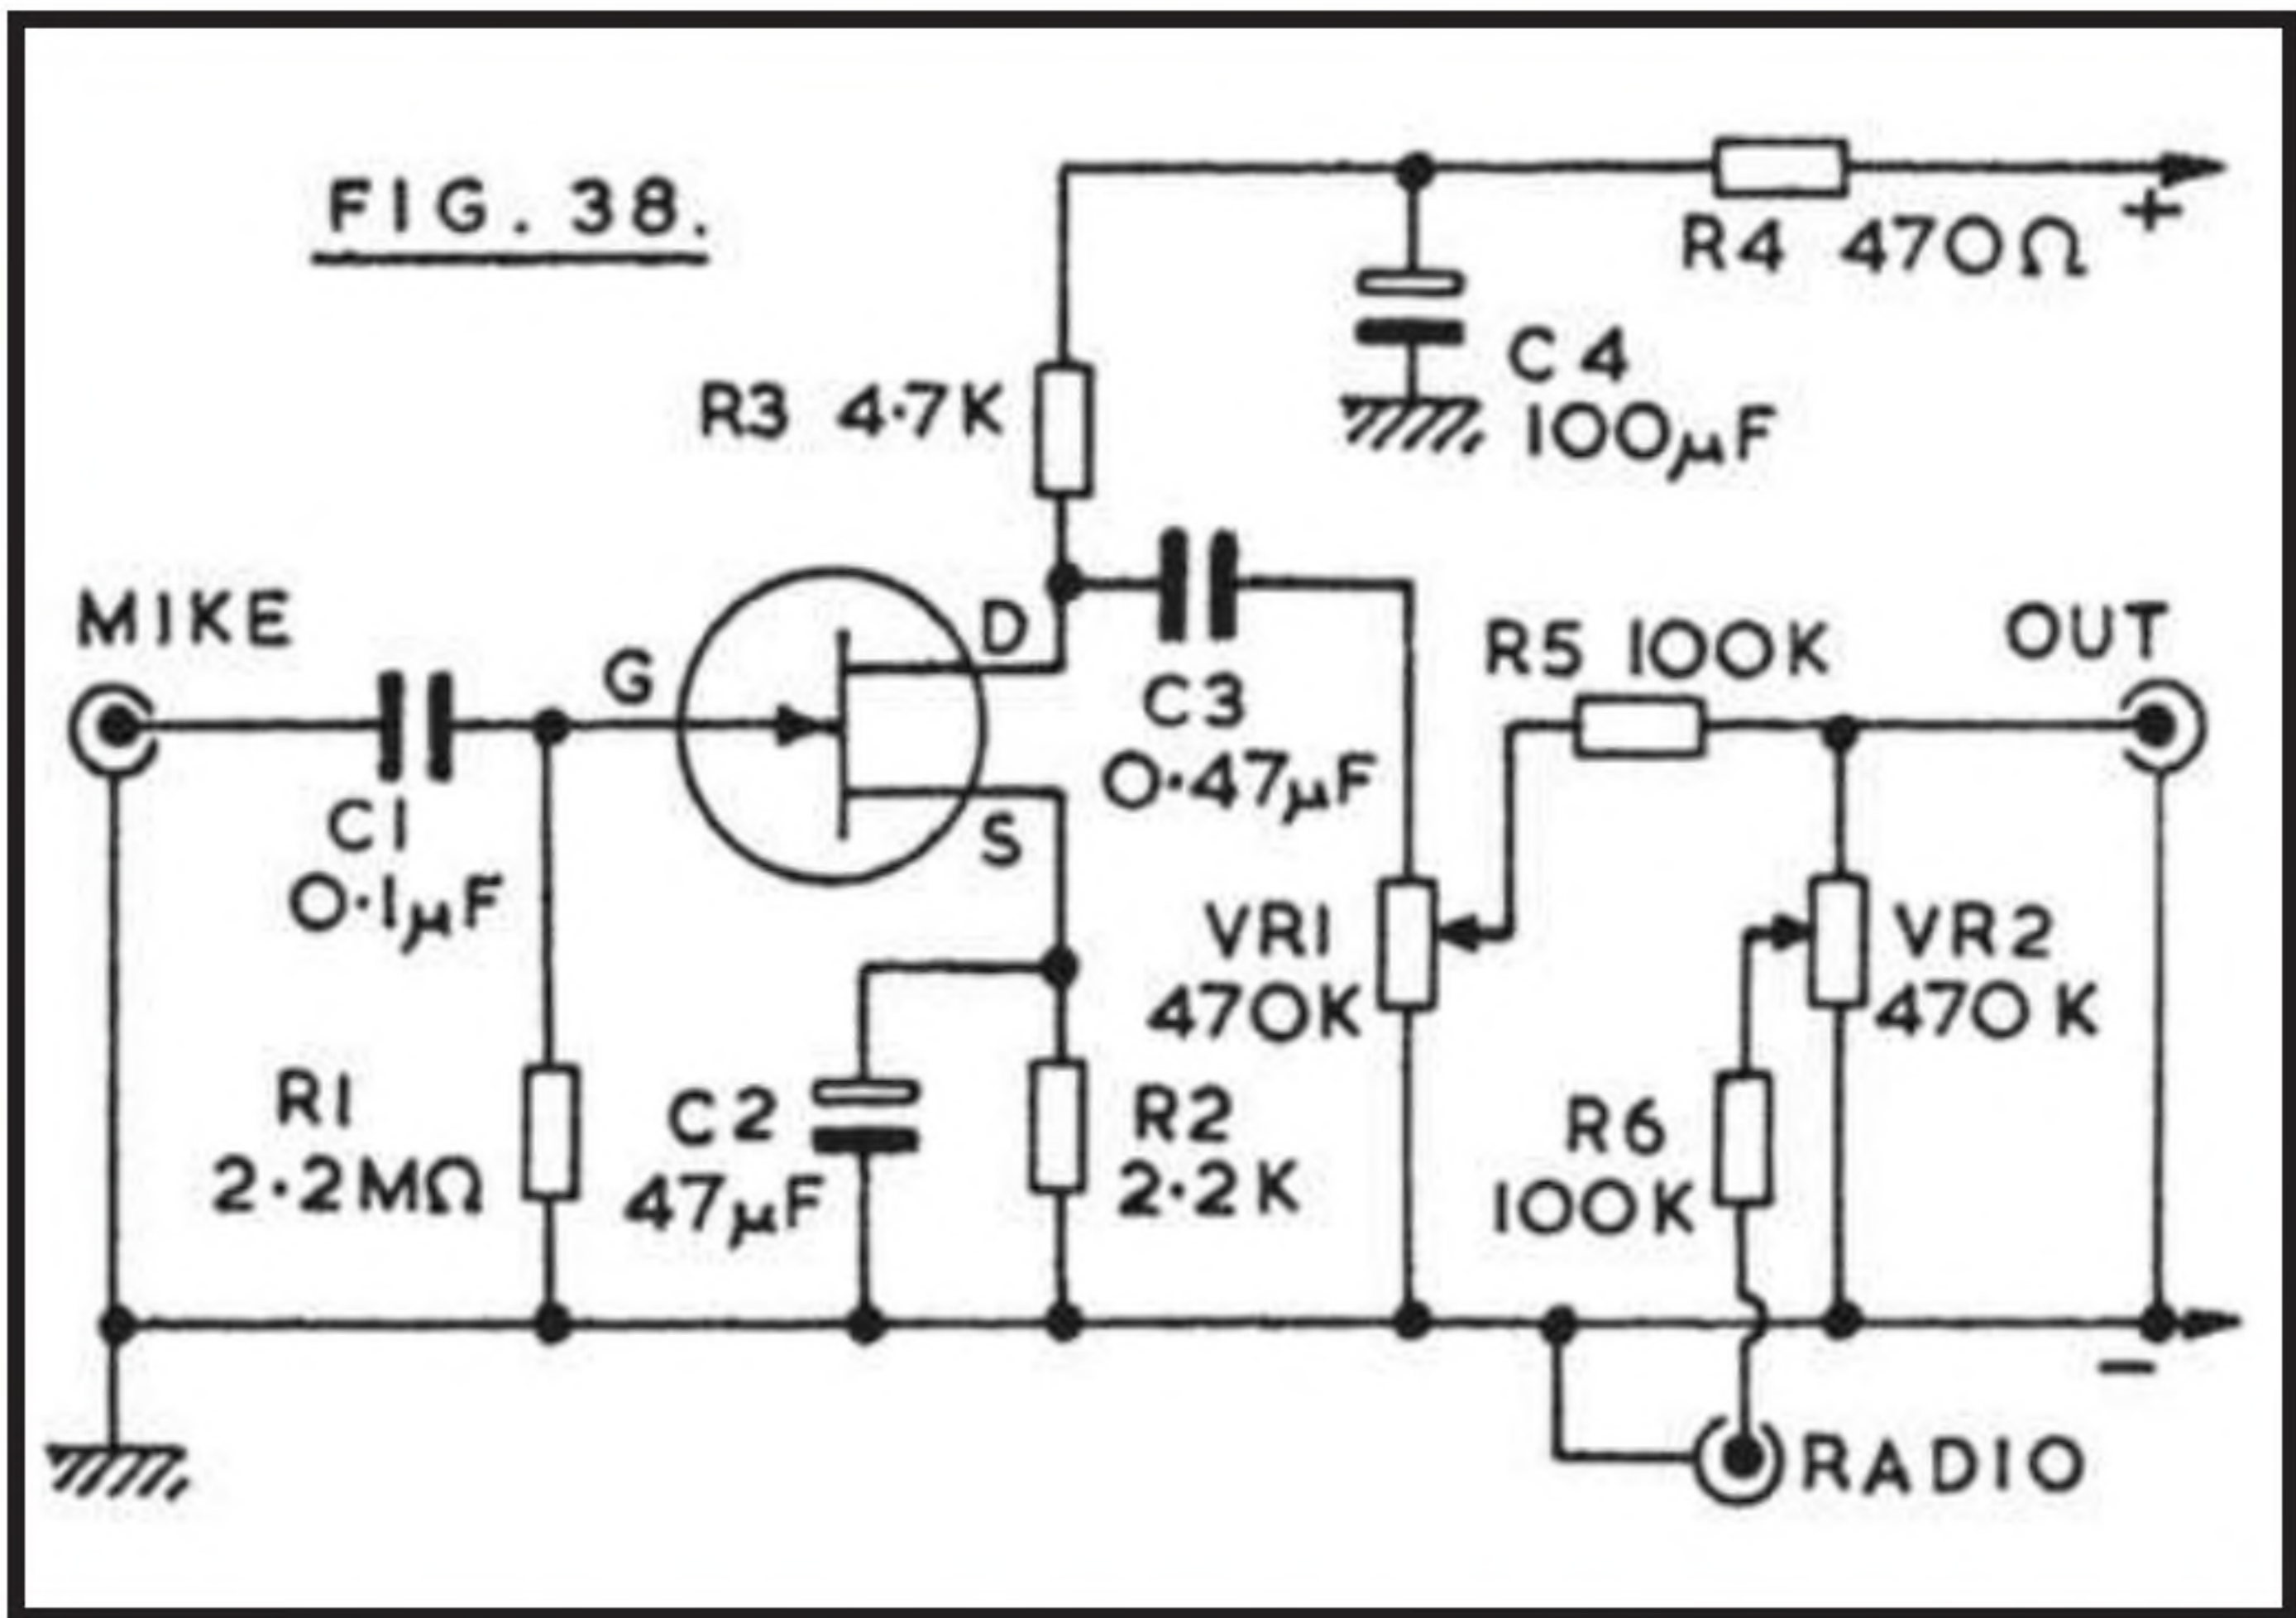 FIG. 38.
+
R4 470Ω
R3 4·7K
C4
100µF
MIKE
G
D
S
C3
0·47µF
R5 100K
OUT
C1
0·1µF
VR1
470K
VR2
470K
R1
2·2MΩ
C2
47µF
R2
2·2K
R6
100K
−
RADIO